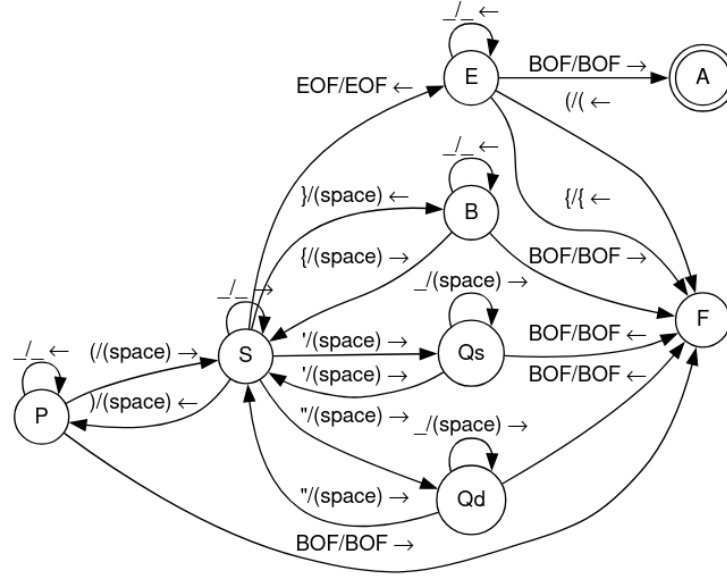 _/_ ←
E
BOF/BOF →
A
EOF/EOF ←
(/( ←
_/_ ←
}/(space) ←
B
{/{ ←
{/(space) →
BOF/BOF →
_/_ →
_/(space) →
S
'/(space) →
Qs
BOF/BOF ←
F
_/_ ←
(/(space) →
'/(space) →
BOF/BOF ←
P
)/(space) ←
"/(space) →
_/(space) →
Qd
"/(space) →
BOF/BOF →